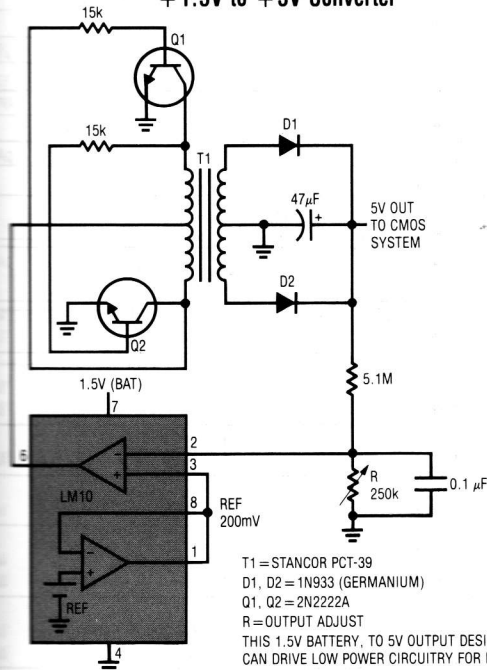 +1.5V to +5V Converter
15k
Q1
15k
T1
D1
47µF
+
5V OUT
TO CMOS
SYSTEM
D2
Q2
1.5V (BAT)
7
5.1M
6
2
3
LM10
8
REF
200mV
1
R
250k
0.1 µF
REF
4
T1=STANCOR PCT-39
D1, D2=1N933 (GERMANIUM)
Q1, Q2=2N2222A
R=OUTPUT ADJUST
THIS 1.5V BATTERY, TO 5V OUTPUT DESI
CAN DRIVE LOW POWER CIRCUITRY FOR